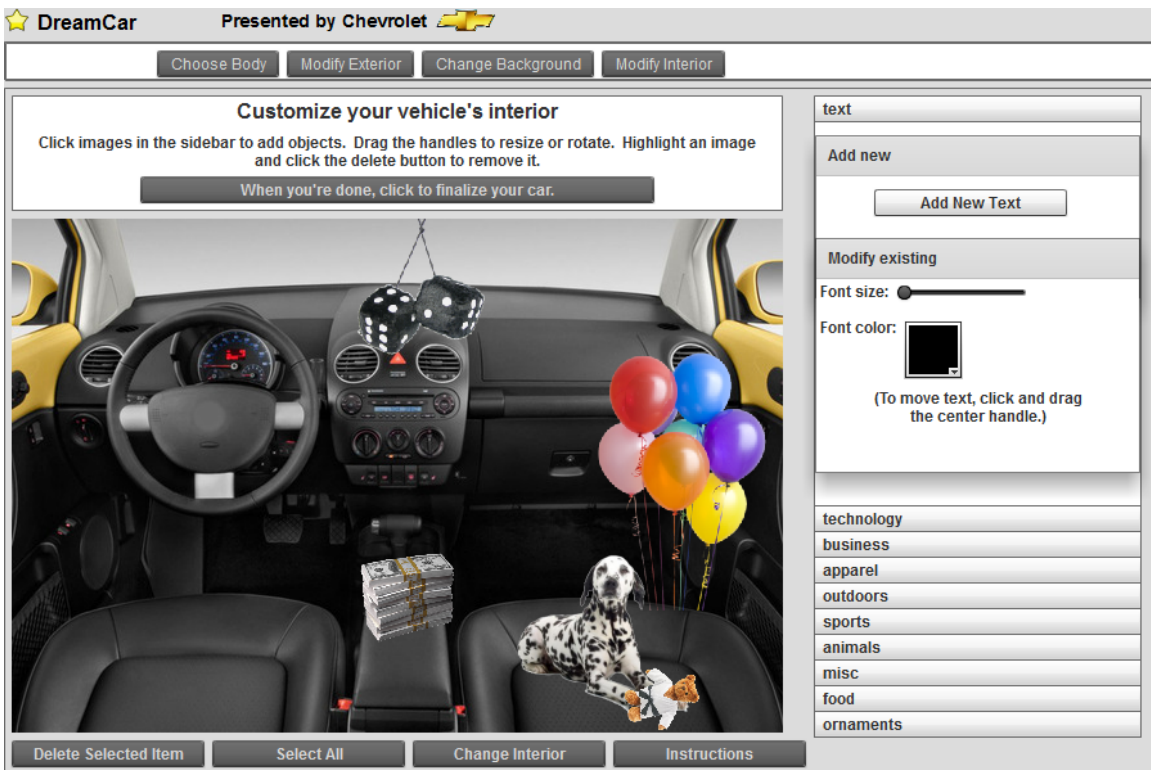 DreamCar
Presented by Chevrolet
Choose Body
Modify Exterior
Change Background
Modify Interior
Customize your vehicle's interior
Click images in the sidebar to add objects. Drag the handles to resize or rotate. Highlight an image
and click the delete button to remove it.
When you're done, click to finalize your car.
text
Add new
Add New Text
Modify existing
Font size:
Font color:
(To move text, click and drag
the center handle.)
technology
business
apparel
outdoors
sports
animals
misc
food
ornaments
Delete Selected Item
Select All
Change Interior
Instructions